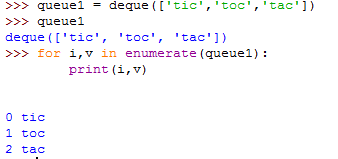 >>> queue1 = deque(['tic','toc','tac'])
>>> queue1
deque(['tic', 'toc', 'tac'])
>>> for i,v in enumerate(queue1):
        print(i,v)
0 tic
1 toc
2 tac